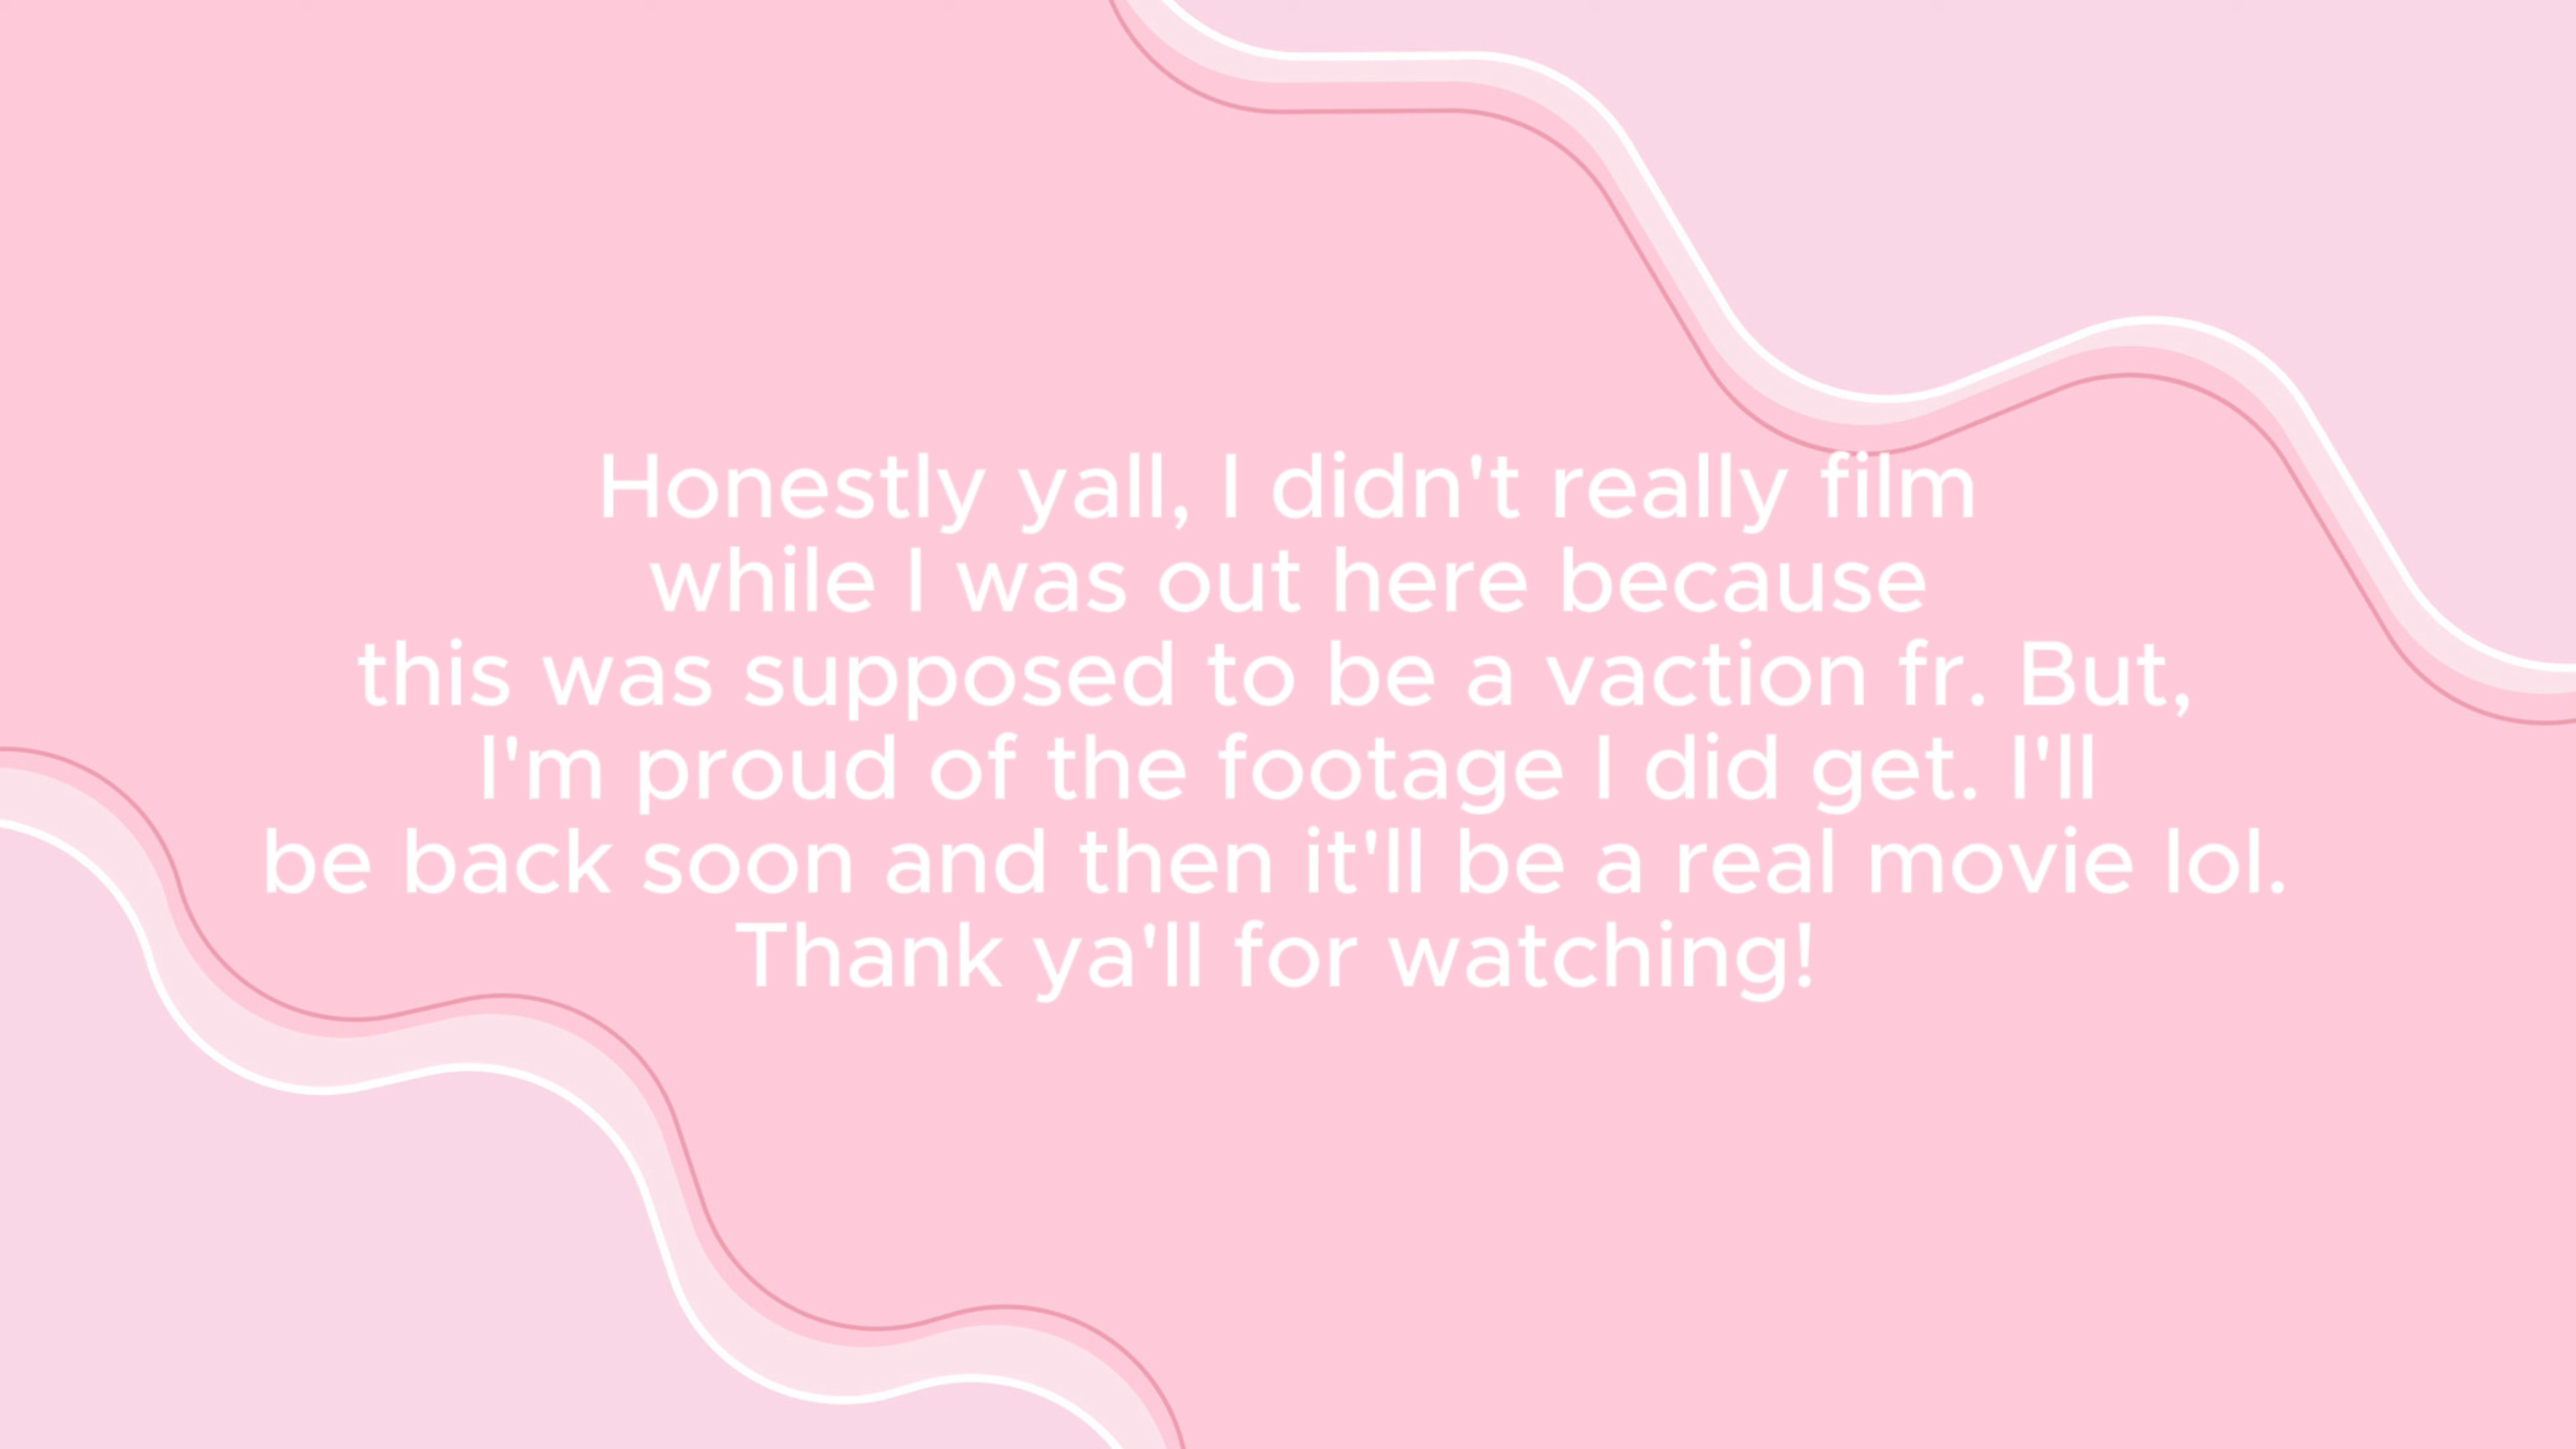 Honestly yall, I didn't really film
while I was out here because
this was supposed to be a vaction fr. But,
I'm proud of the footage I did get. I'll
be back soon and then it'll be a real movie lol.
Thank ya'll for watching!